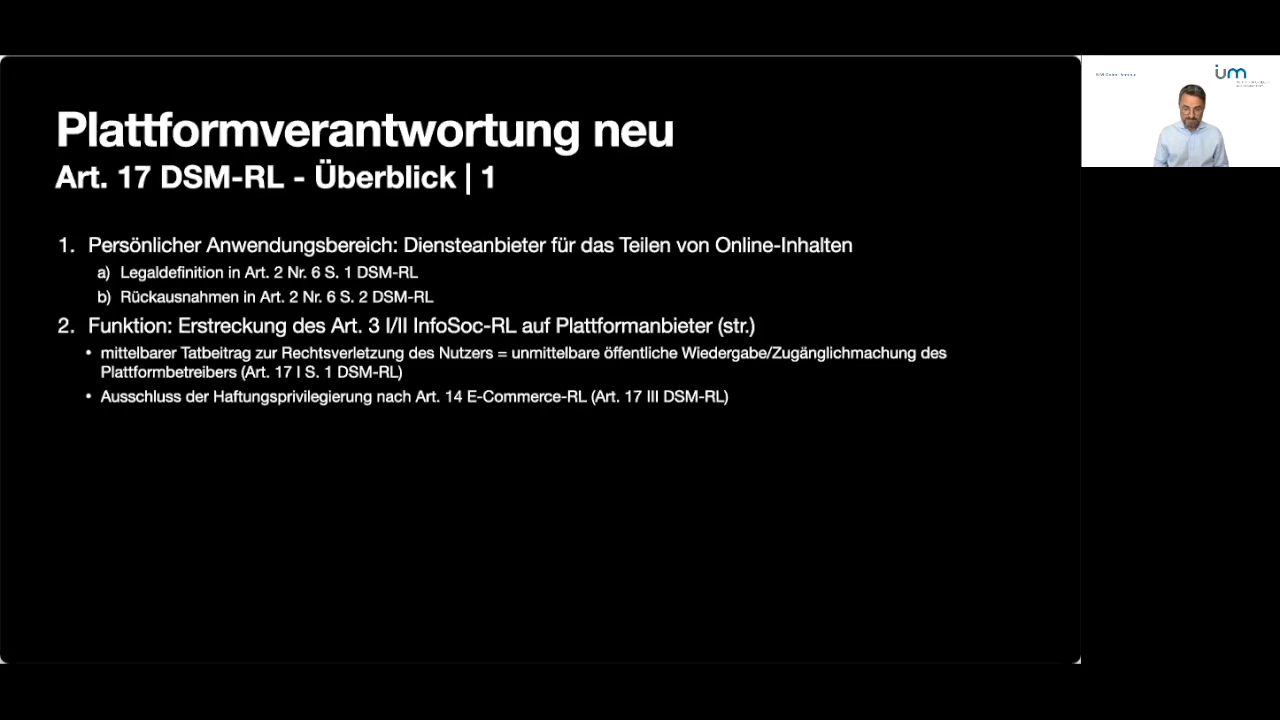 Plattformverantwortung neu
Art. 17 DSM-RL - Überblick | 1
1. Persönlicher Anwendungsbereich: Diensteanbieter für das Teilen von Online-Inhalten
a) Legaldefinition in Art. 2 Nr. 6 S. 1 DSM-RL
b) Rückausnahmen in Art. 2 Nr. 6 S. 2 DSM-RL
2. Funktion: Erstreckung des Art. 3 I/II InfoSoc-RL auf Plattformanbieter (str.)
• mittelbarer Tatbeitrag zur Rechtsverletzung des Nutzers = unmittelbare öffentliche Wiedergabe/Zugänglichmachung des
Plattformbetreibers (Art. 17 I S. 1 DSM-RL)
• Ausschluss der Haftungsprivilegierung nach Art. 14 E-Commerce-RL (Art. 17 III DSM-RL)
ium